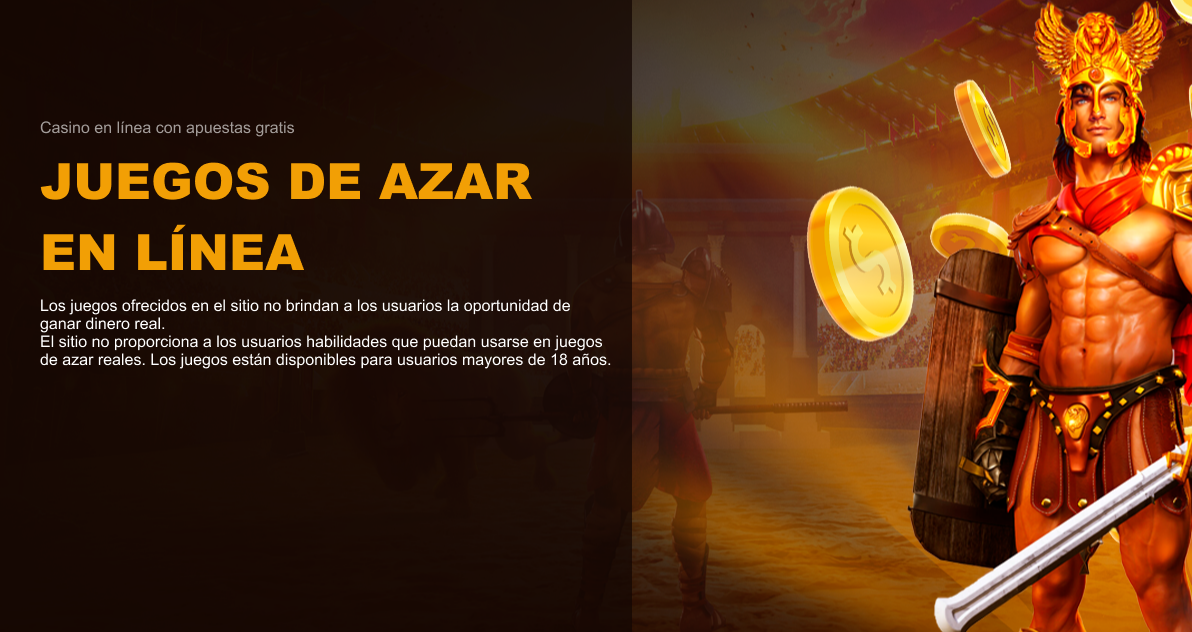 Casino en línea con apuestas gratis
JUEGOS DE AZAR
EN LÍNEA
Los juegos ofrecidos en el sitio no brindan a los usuarios la oportunidad de
ganar dinero real.
El sitio no proporciona a los usuarios habilidades que puedan usarse en juegos
de azar reales. Los juegos están disponibles para usuarios mayores de 18 años.